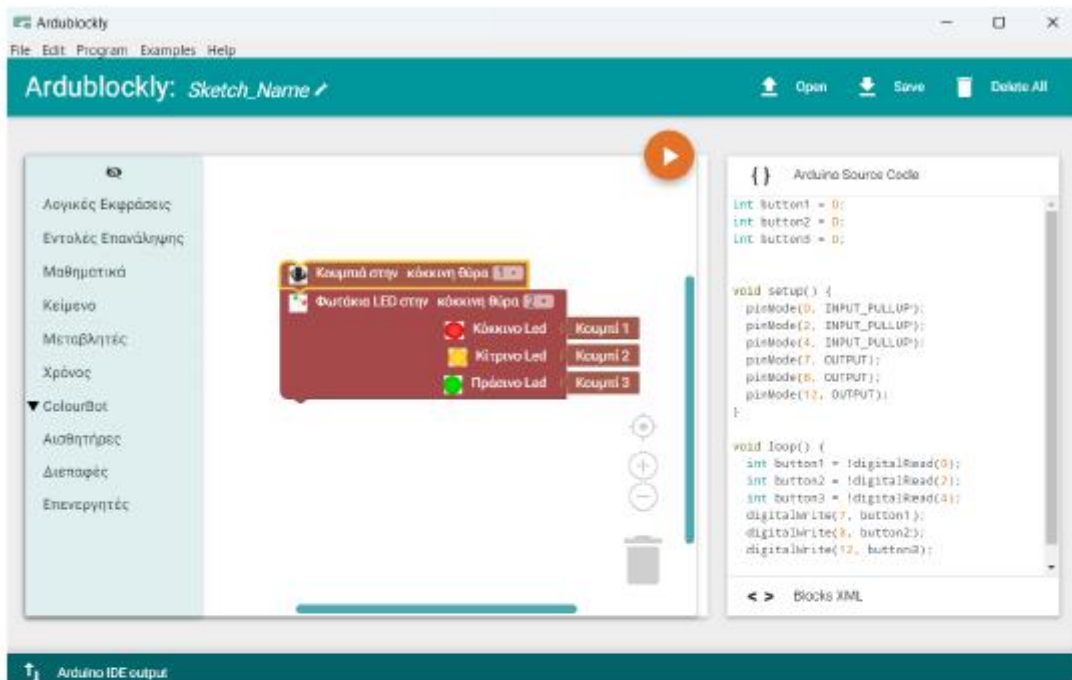 Ardublockly
File Edit Program Examples Help
Ardublockly: Sketch_Name
Open Save Delete All
Λογικές Εκφράσεις
Εντολές Επανάληψης
Μαθηματικά
Κείμενο
Μεταβλητές
Χρόνος
▼ ColourBot
Αισθητήρες
Διεπαφές
Επενεργητές
Κουμπιά στην κόκκινη θύρα 1
Φωτάκια LED στην κόκκινη θύρα 2
Κόκκινο Led Κουμπί 1
Κίτρινο Led Κουμπί 2
Πράσινο Led Κουμπί 3
{} Arduino Source Code
int button1 = 0;
int button2 = 0;
int button3 = 0;
void setup() {
pinMode(0, INPUT_PULLUP);
pinMode(2, INPUT_PULLUP);
pinMode(4, INPUT_PULLUP);
pinMode(7, OUTPUT);
pinMode(8, OUTPUT);
pinMode(12, OUTPUT);
}
void loop() {
int button1 = !digitalRead(0);
int button2 = !digitalRead(2);
int button3 = !digitalRead(4);
digitalWrite(7, button1);
digitalWrite(8, button2);
digitalWrite(12, button3);
< > Blocks XML
Arduino IDE output